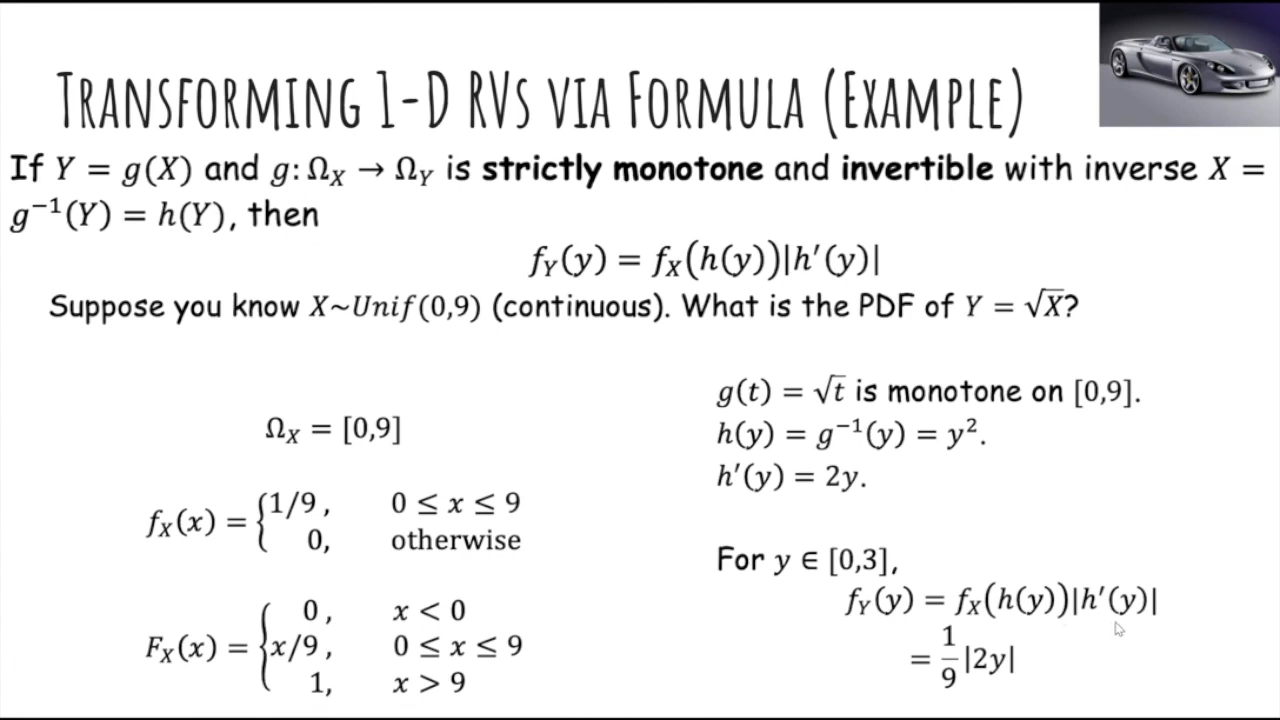 TRANSFORMING 1-D RVS VIA FORMULA (EXAMPLE)
If Y = g(X) and g: Ω_X → Ω_Y is strictly monotone and invertible with inverse X =
g⁻¹(Y) = h(Y), then
f_Y(y) = f_X(h(y))|h′(y)|
Suppose you know X~Unif(0,9) (continuous). What is the PDF of Y = √X?
Ω_X = [0,9]
f_X(x) = { 1/9, 0 ≤ x ≤ 9
0, otherwise
F_X(x) = { 0, x < 0
x/9, 0 ≤ x ≤ 9
1, x > 9
g(t) = √t is monotone on [0,9].
h(y) = g⁻¹(y) = y².
h′(y) = 2y.
For y ∈ [0,3],
f_Y(y) = f_X(h(y))|h′(y)|
= 1/9 |2y|